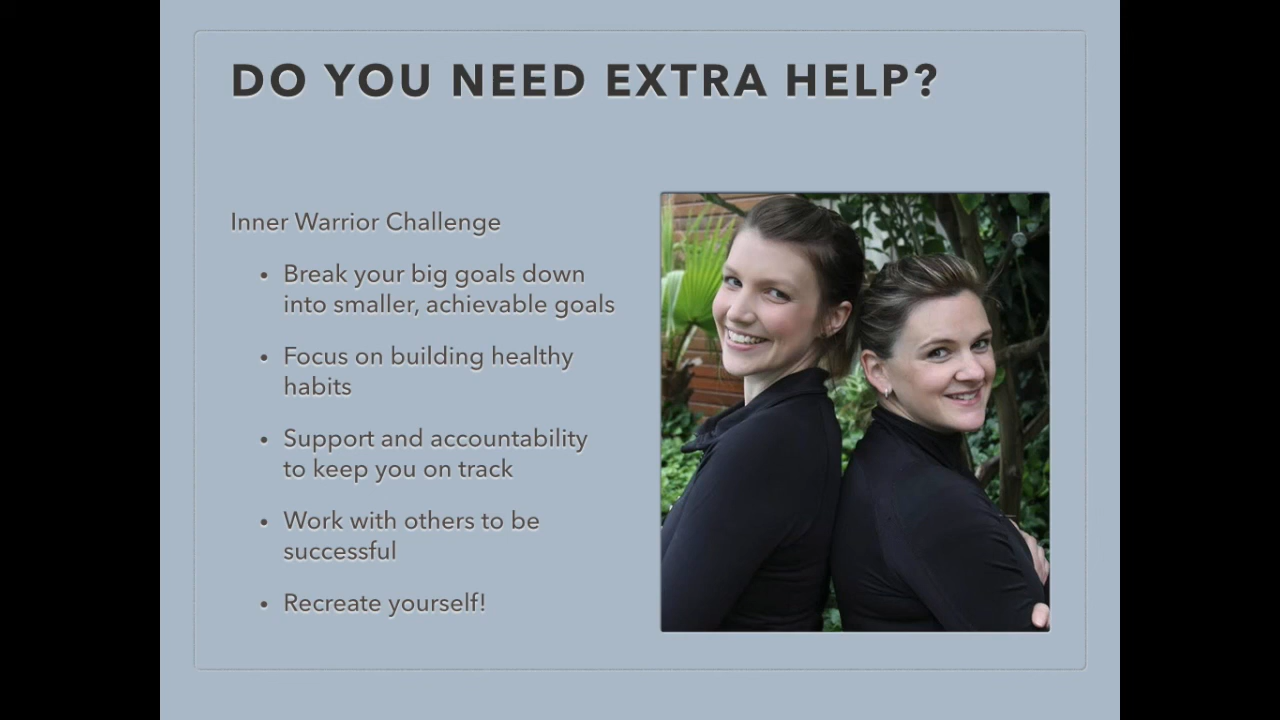 DO YOU NEED EXTRA HELP?
Inner Warrior Challenge
• Break your big goals down
into smaller, achievable goals
• Focus on building healthy
habits
• Support and accountability
to keep you on track
• Work with others to be
successful
• Recreate yourself!